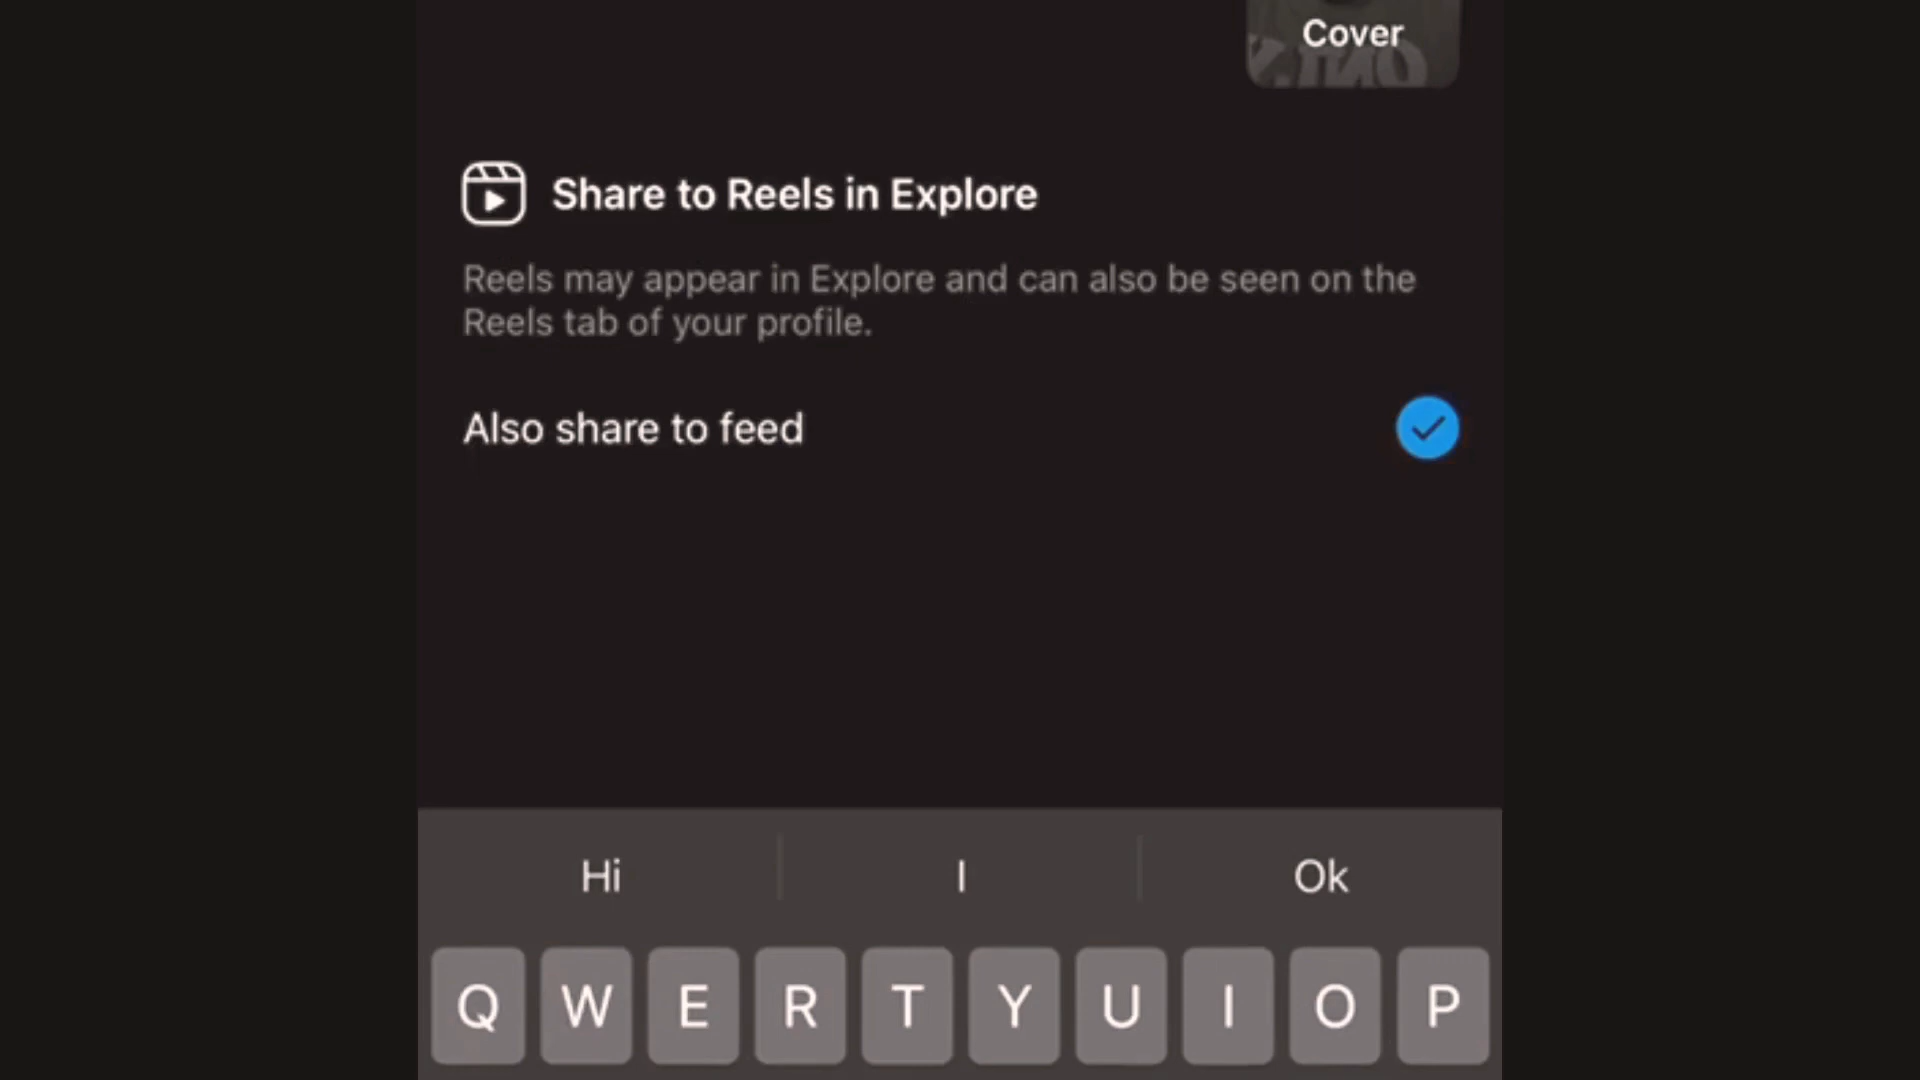 Cover
Share to Reels in Explore
Reels may appear in Explore and can also be seen on the
Reels tab of your profile.
Also share to feed
Hi I Ok
Q W E R T Y U I O P